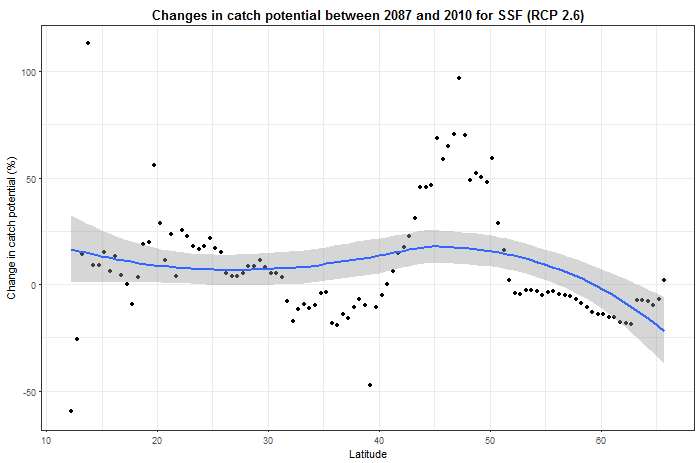 Changes in catch potential between 2087 and 2010 for SSF (RCP 2.6)
Change in catch potential (%)
100
50
0
-50
10 20 30 40 50 60
Latitude